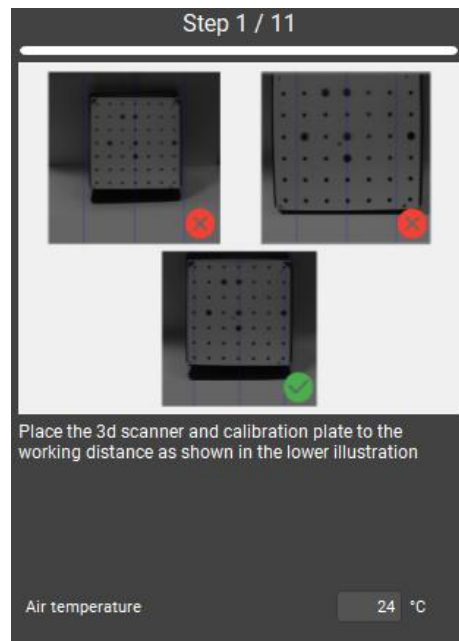 Step 1 / 11
Place the 3d scanner and calibration plate to the
working distance as shown in the lower illustration
Air temperature 24 °C